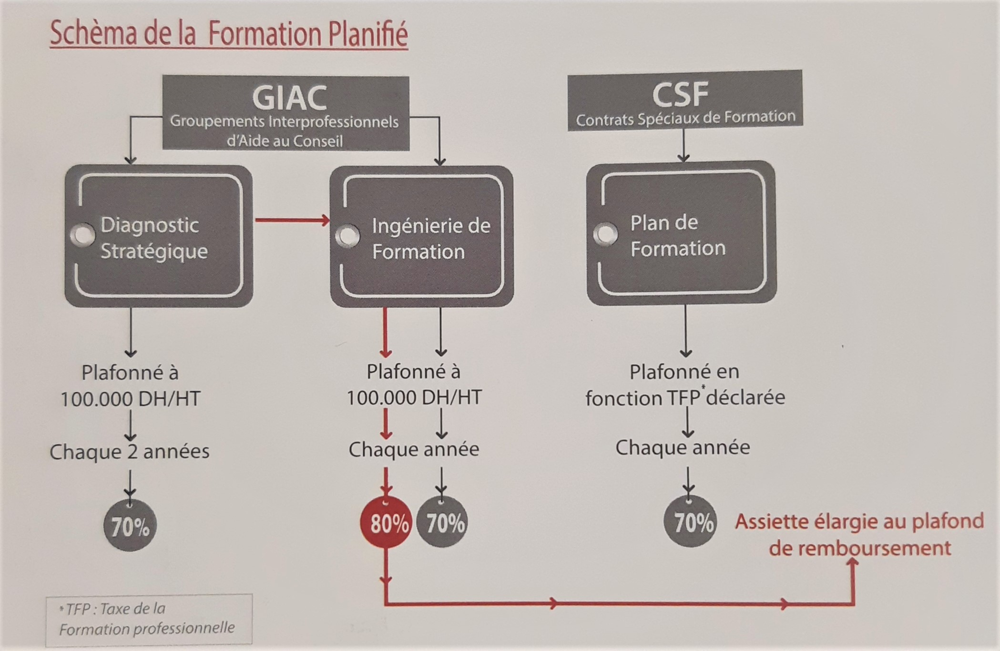 Schèma de la Formation Planifié
GIAC
Groupements Interprofessionnels
d'Aide au Conseil
CSF
Contrats Spéciaux de Formation
Diagnostic
Stratégique
Ingénierie de
Formation
Plan de
Formation
Plafonné à
100.000 DH/HT
Plafonné à
100.000 DH/HT
Plafonné en
fonction TFP* déclarée
Chaque 2 années
Chaque année
Chaque année
70%
80%
70%
70%
Assiette élargie au plafond
de remboursement
* TFP : Taxe de la
Formation professionnelle